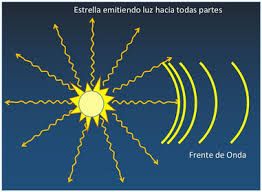 Estrella emitiendo luz hacia todas partes
Frente de Onda